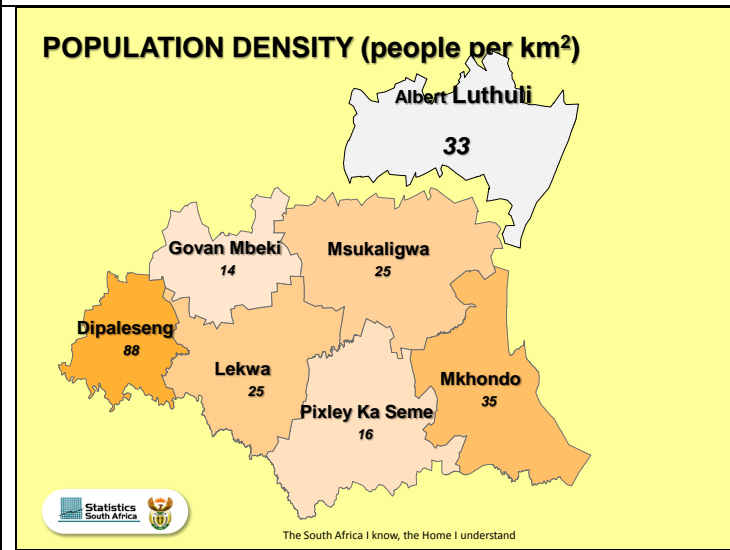 POPULATION DENSITY (people per km²)
Albert Luthuli
33
Govan Mbeki
14
Msukaligwa
25
Dipaleseng
88
Lekwa
25
Mkhondo
35
Pixley Ka Seme
16
Statistics
South Africa
The South Africa I know, the Home I understand